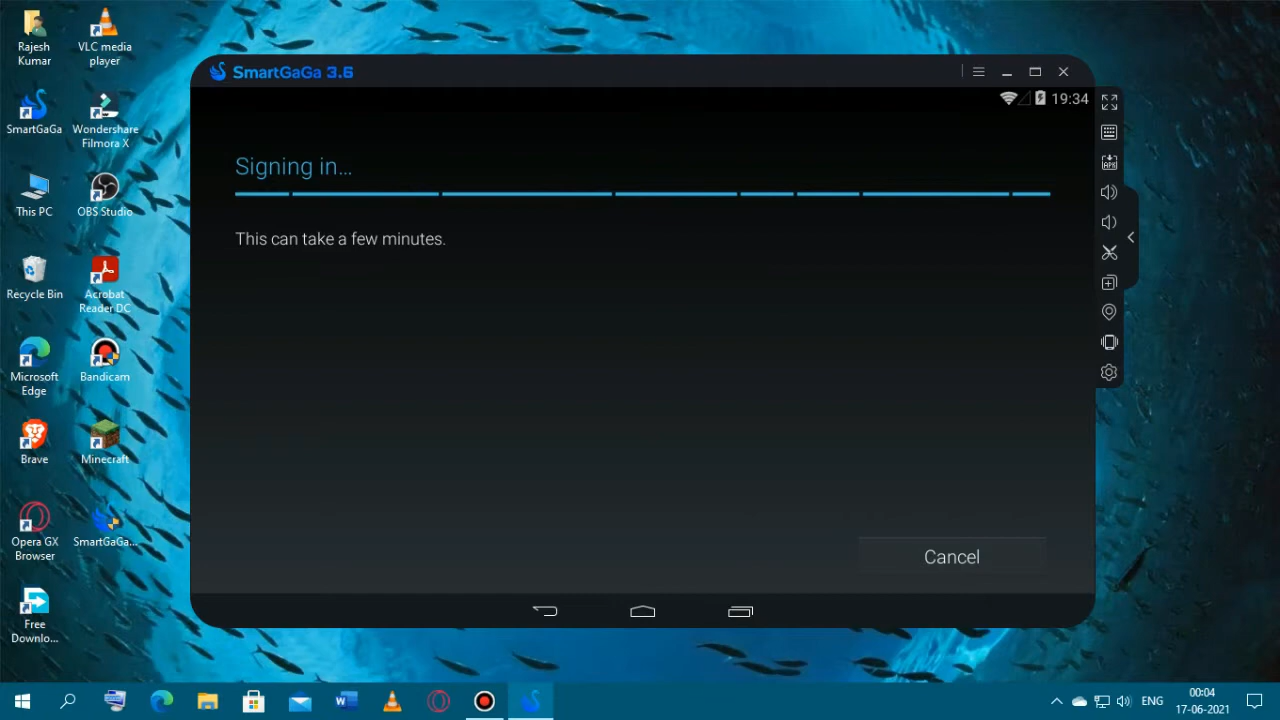 Rajesh
Kumar
VLC media
player
SmartGaGa
Wondershare
Filmora X
This PC
OBS Studio
Recycle Bin
Acrobat
Reader DC
Microsoft
Edge
Bandicam
Brave
Minecraft
Opera GX
Browser
SmartGaGa...
Free
Downlo...
SmartGaGa 3.6
19:34
APK
Signing in...
This can take a few minutes.
Cancel
ENG
00:04
17-06-2021